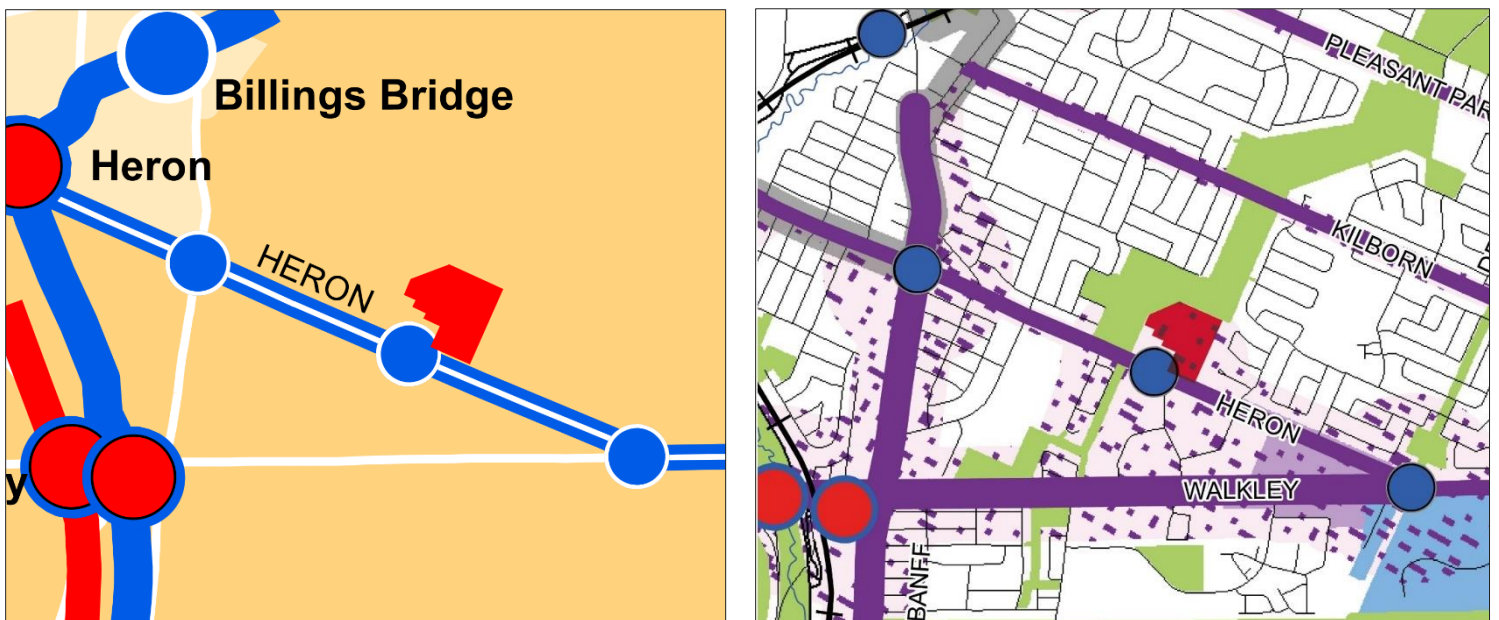 Billings Bridge
Heron
HERON
y
PLEASANT PAR
KILBORN
HERON
WALKLEY
BANFF